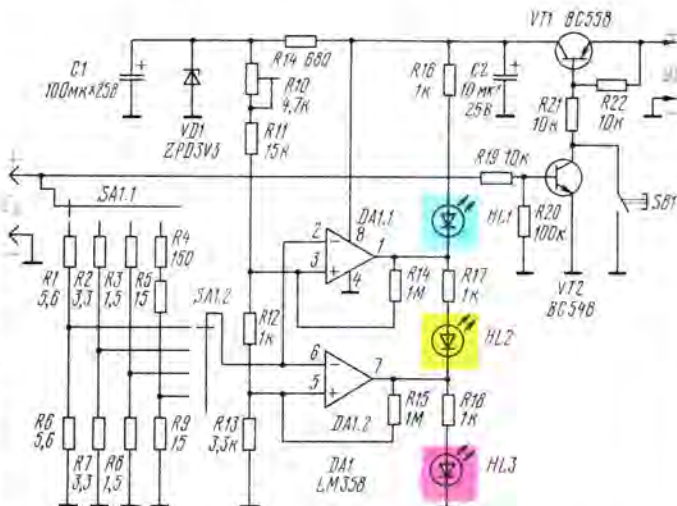 VT1 BC558
+
C1
100мк×25В
+
R14 680
R10
4,7к
VD1
ZPD3V3
R11
15к
R16
1к
C2
10 мк×
25В
+
R21
10к
R22
10к
R19 10к
SA1.1
HL1
R20
100к
SB1
VT2
BC548
R1
5,6
R2
3,3
R3
1,5
R4
150
R5
15
SA1.2
DA1.1
2
3
8
1
4
R14
1М
R17
1к
R12
1к
HL2
6
5
7
DA1.2
R15
1М
R18
1к
R6
5,6
R7
3,3
R8
1,5
R9
15
R13
3,3к
DA1
LM358
HL3